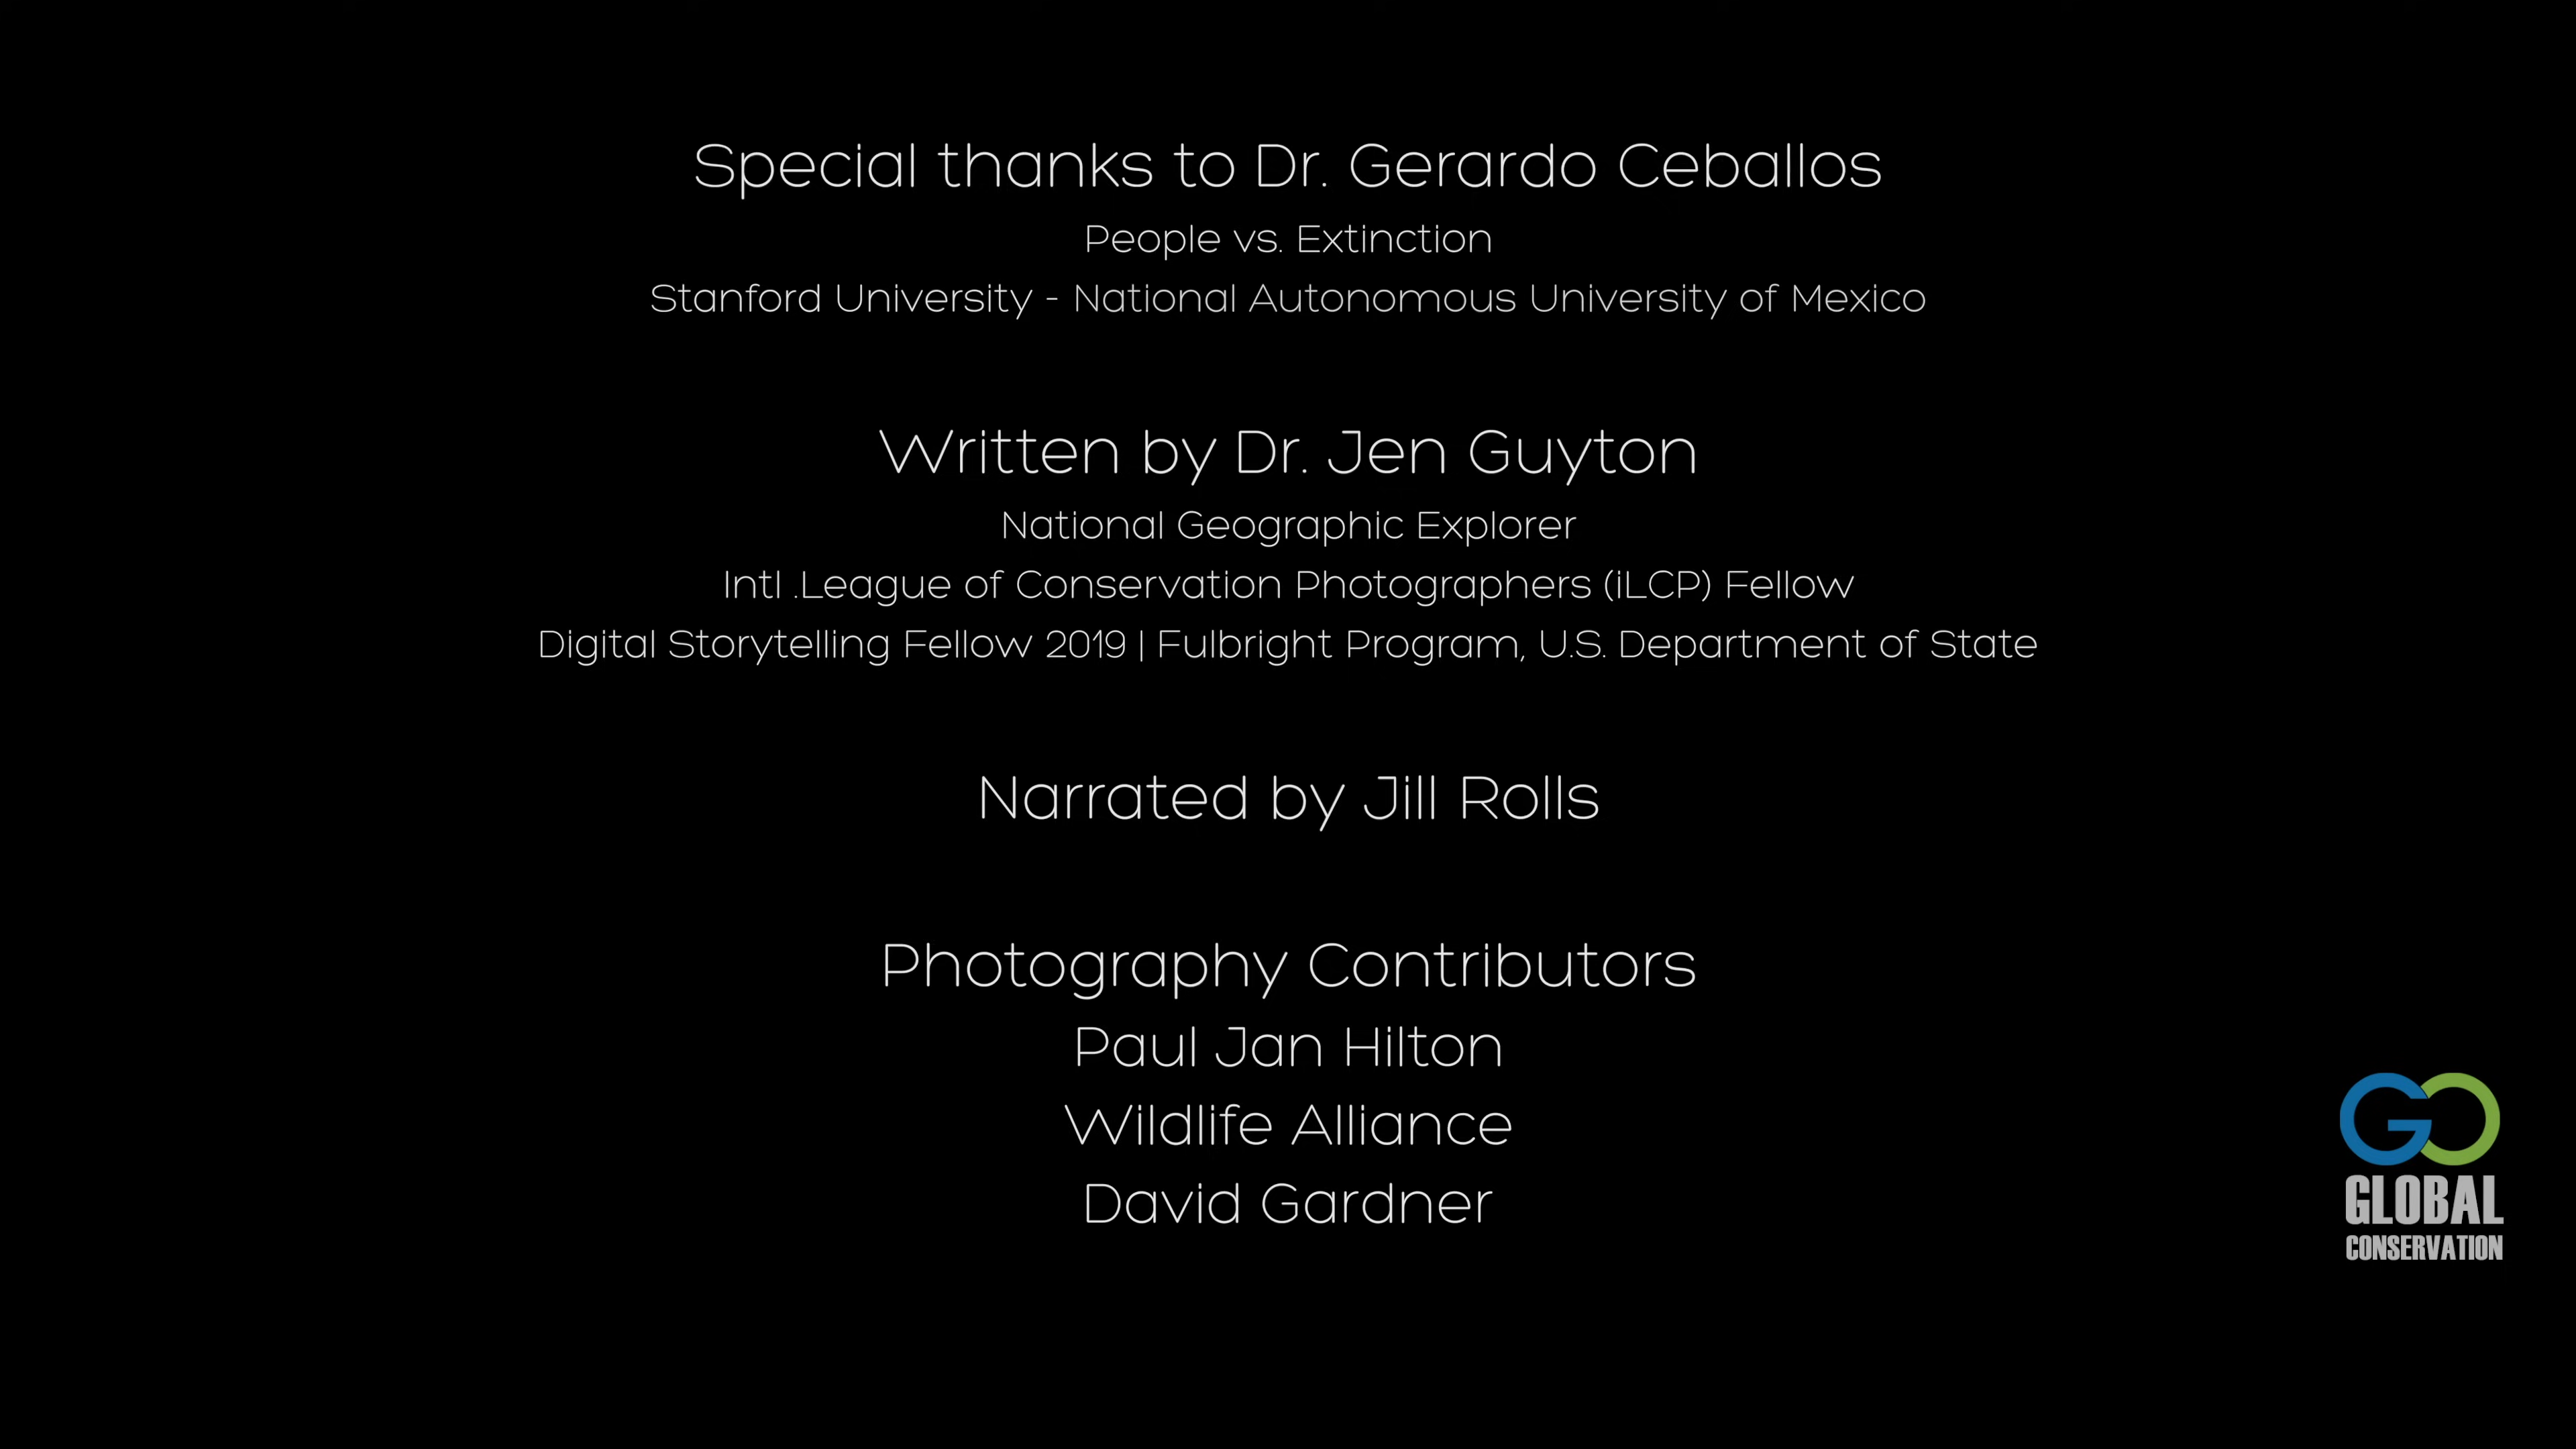 Special thanks to Dr. Gerardo Ceballos
People vs. Extinction
Stanford University - National Autonomous University of Mexico
Written by Dr. Jen Guyton
National Geographic Explorer
Intl .League of Conservation Photographers (iLCP) Fellow
Digital Storytelling Fellow 2019 | Fulbright Program, U.S. Department of State
Narrated by Jill Rolls
Photography Contributors
Paul Jan Hilton
Wildlife Alliance
David Gardner
GO
GLOBAL
CONSERVATION